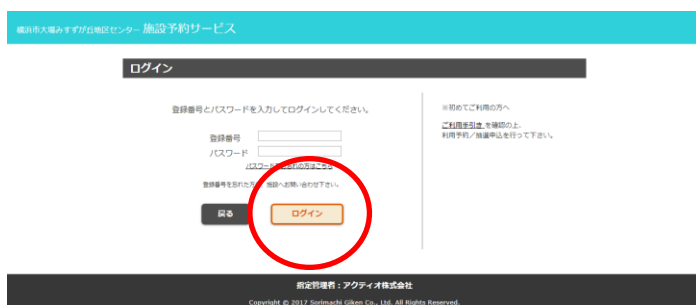 横浜市大場みすずが丘地区センター 施設予約サービス
ログイン
登録番号とパスワードを入力してログインしてください。
登録番号
パスワード
パスワードをお忘れの方はこちら
登録番号を忘れた方は、施設へお問い合わせ下さい。
戻る
ログイン
※初めてご利用の方へ
ご利用手引き を確認の上、
利用予約／抽選申込を行って下さい。
指定管理者：アクティオ株式会社
Copyright © 2017 Sorimachi Giken Co., Ltd. All Rights Reserved.